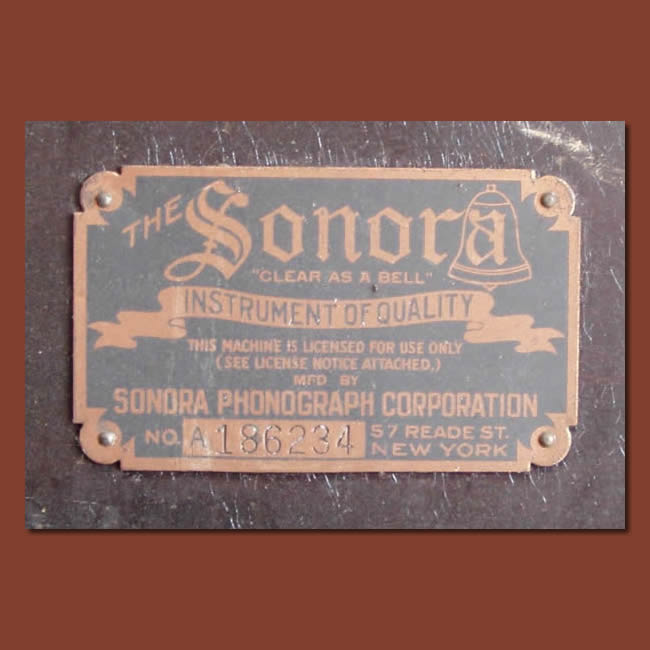 THE Sonora
"CLEAR AS A BELL"
INSTRUMENT OF QUALITY
THIS MACHINE IS LICENSED FOR USE ONLY
(SEE LICENSE NOTICE ATTACHED.)
MFD BY
SONORA PHONOGRAPH CORPORATION
NO. A186234 57 READE ST.
NEW YORK